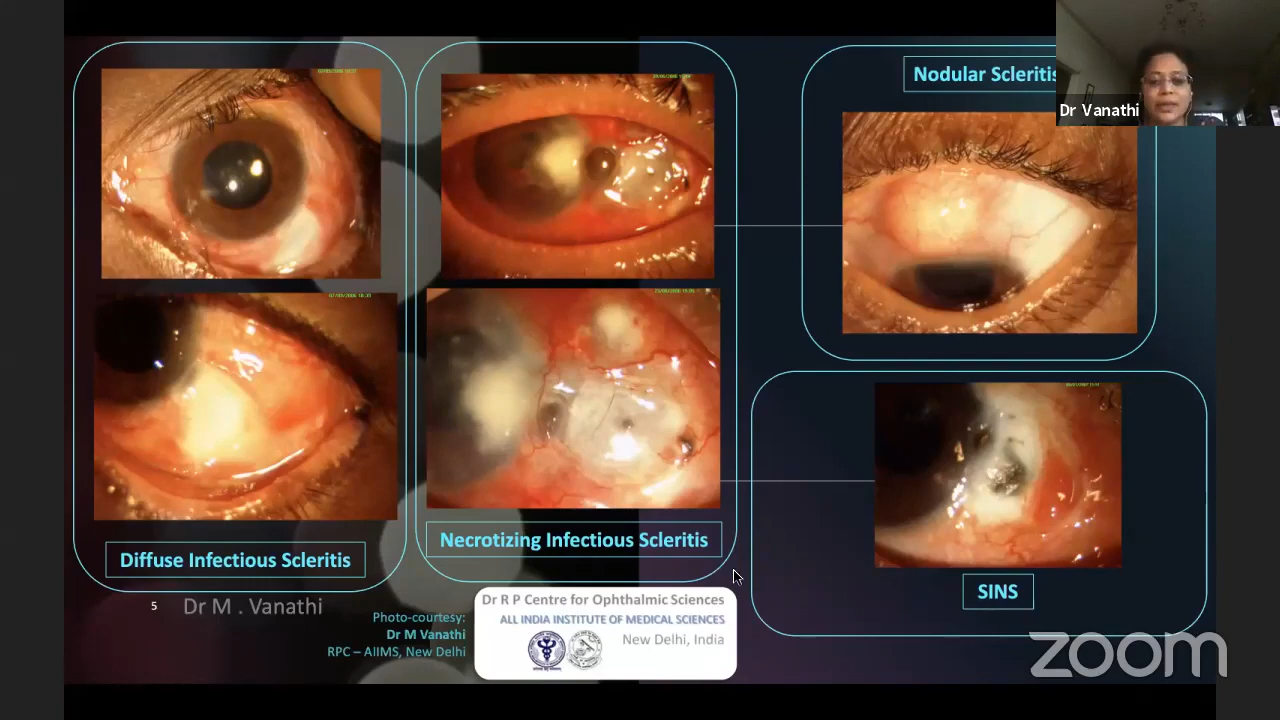 Nodular Scleritis
Dr Vanathi
Diffuse Infectious Scleritis
Necrotizing Infectious Scleritis
SINS
5
Dr M . Vanathi
Photo-courtesy:
Dr M Vanathi
RPC – AIIMS, New Delhi
Dr R P Centre for Ophthalmic Sciences
ALL INDIA INSTITUTE OF MEDICAL SCIENCES
New Delhi, India
zoom